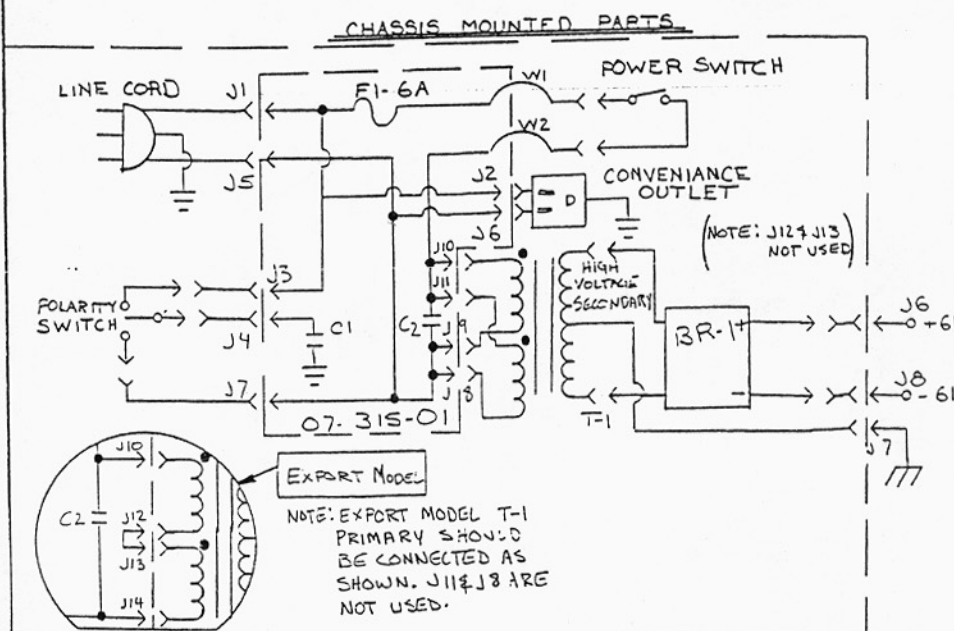 CHASSIS MOUNTED PARTS
LINE CORD
J1
F1-6A
W1
POWER SWITCH
W2
J5
J2
CONVENIANCE
OUTLET
D
J6
(NOTE: J12 & J13
NOT USED)
J10
J11
HIGH
VOLTAGE
SECONDARY
J3
POLARITY
SWITCH
J4
C1
C2
J9
J8
BR-1
+
-
J6
+61
J8
-61
J7
J7
T-1
07-315-01
J10
C2
J12
J13
J14
EXPORT MODEL
NOTE: EXPORT MODEL T-1
PRIMARY SHOULD
BE CONNECTED AS
SHOWN. J11 & J8 ARE
NOT USED.